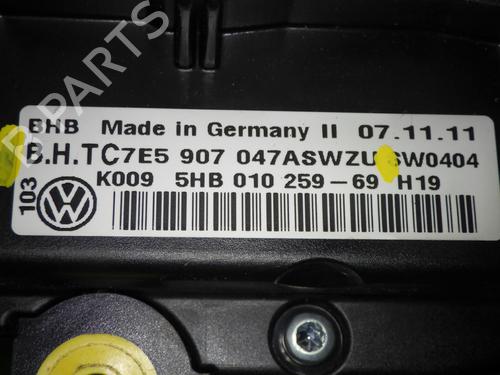 B PARTS
BHB Made in Germany II 07.11.11
B.H.TC7E5 907 047ASWZU SW0404
K009 5HB 010 259-69 H19
103